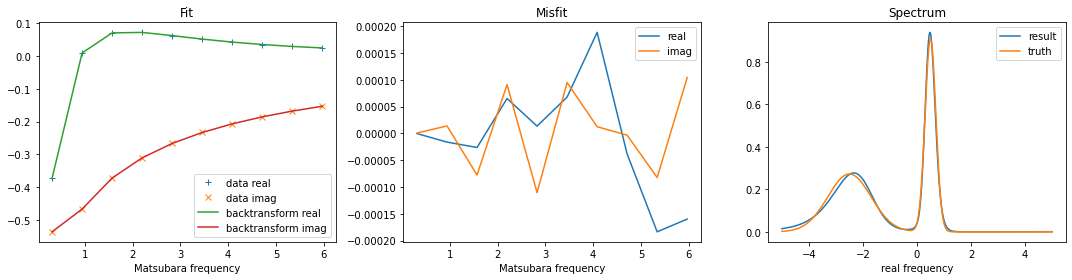 Fit
0.1
0.0
−0.1
−0.2
−0.3
−0.4
−0.5
1 2 3 4 5 6
Matsubara frequency
data real
data imag
backtransform real
backtransform imag
Misfit
0.00020
0.00015
0.00010
0.00005
0.00000
−0.00005
−0.00010
−0.00015
−0.00020
1 2 3 4 5 6
Matsubara frequency
real
imag
Spectrum
0.8
0.6
0.4
0.2
0.0
−4 −2 0 2 4
real frequency
result
truth